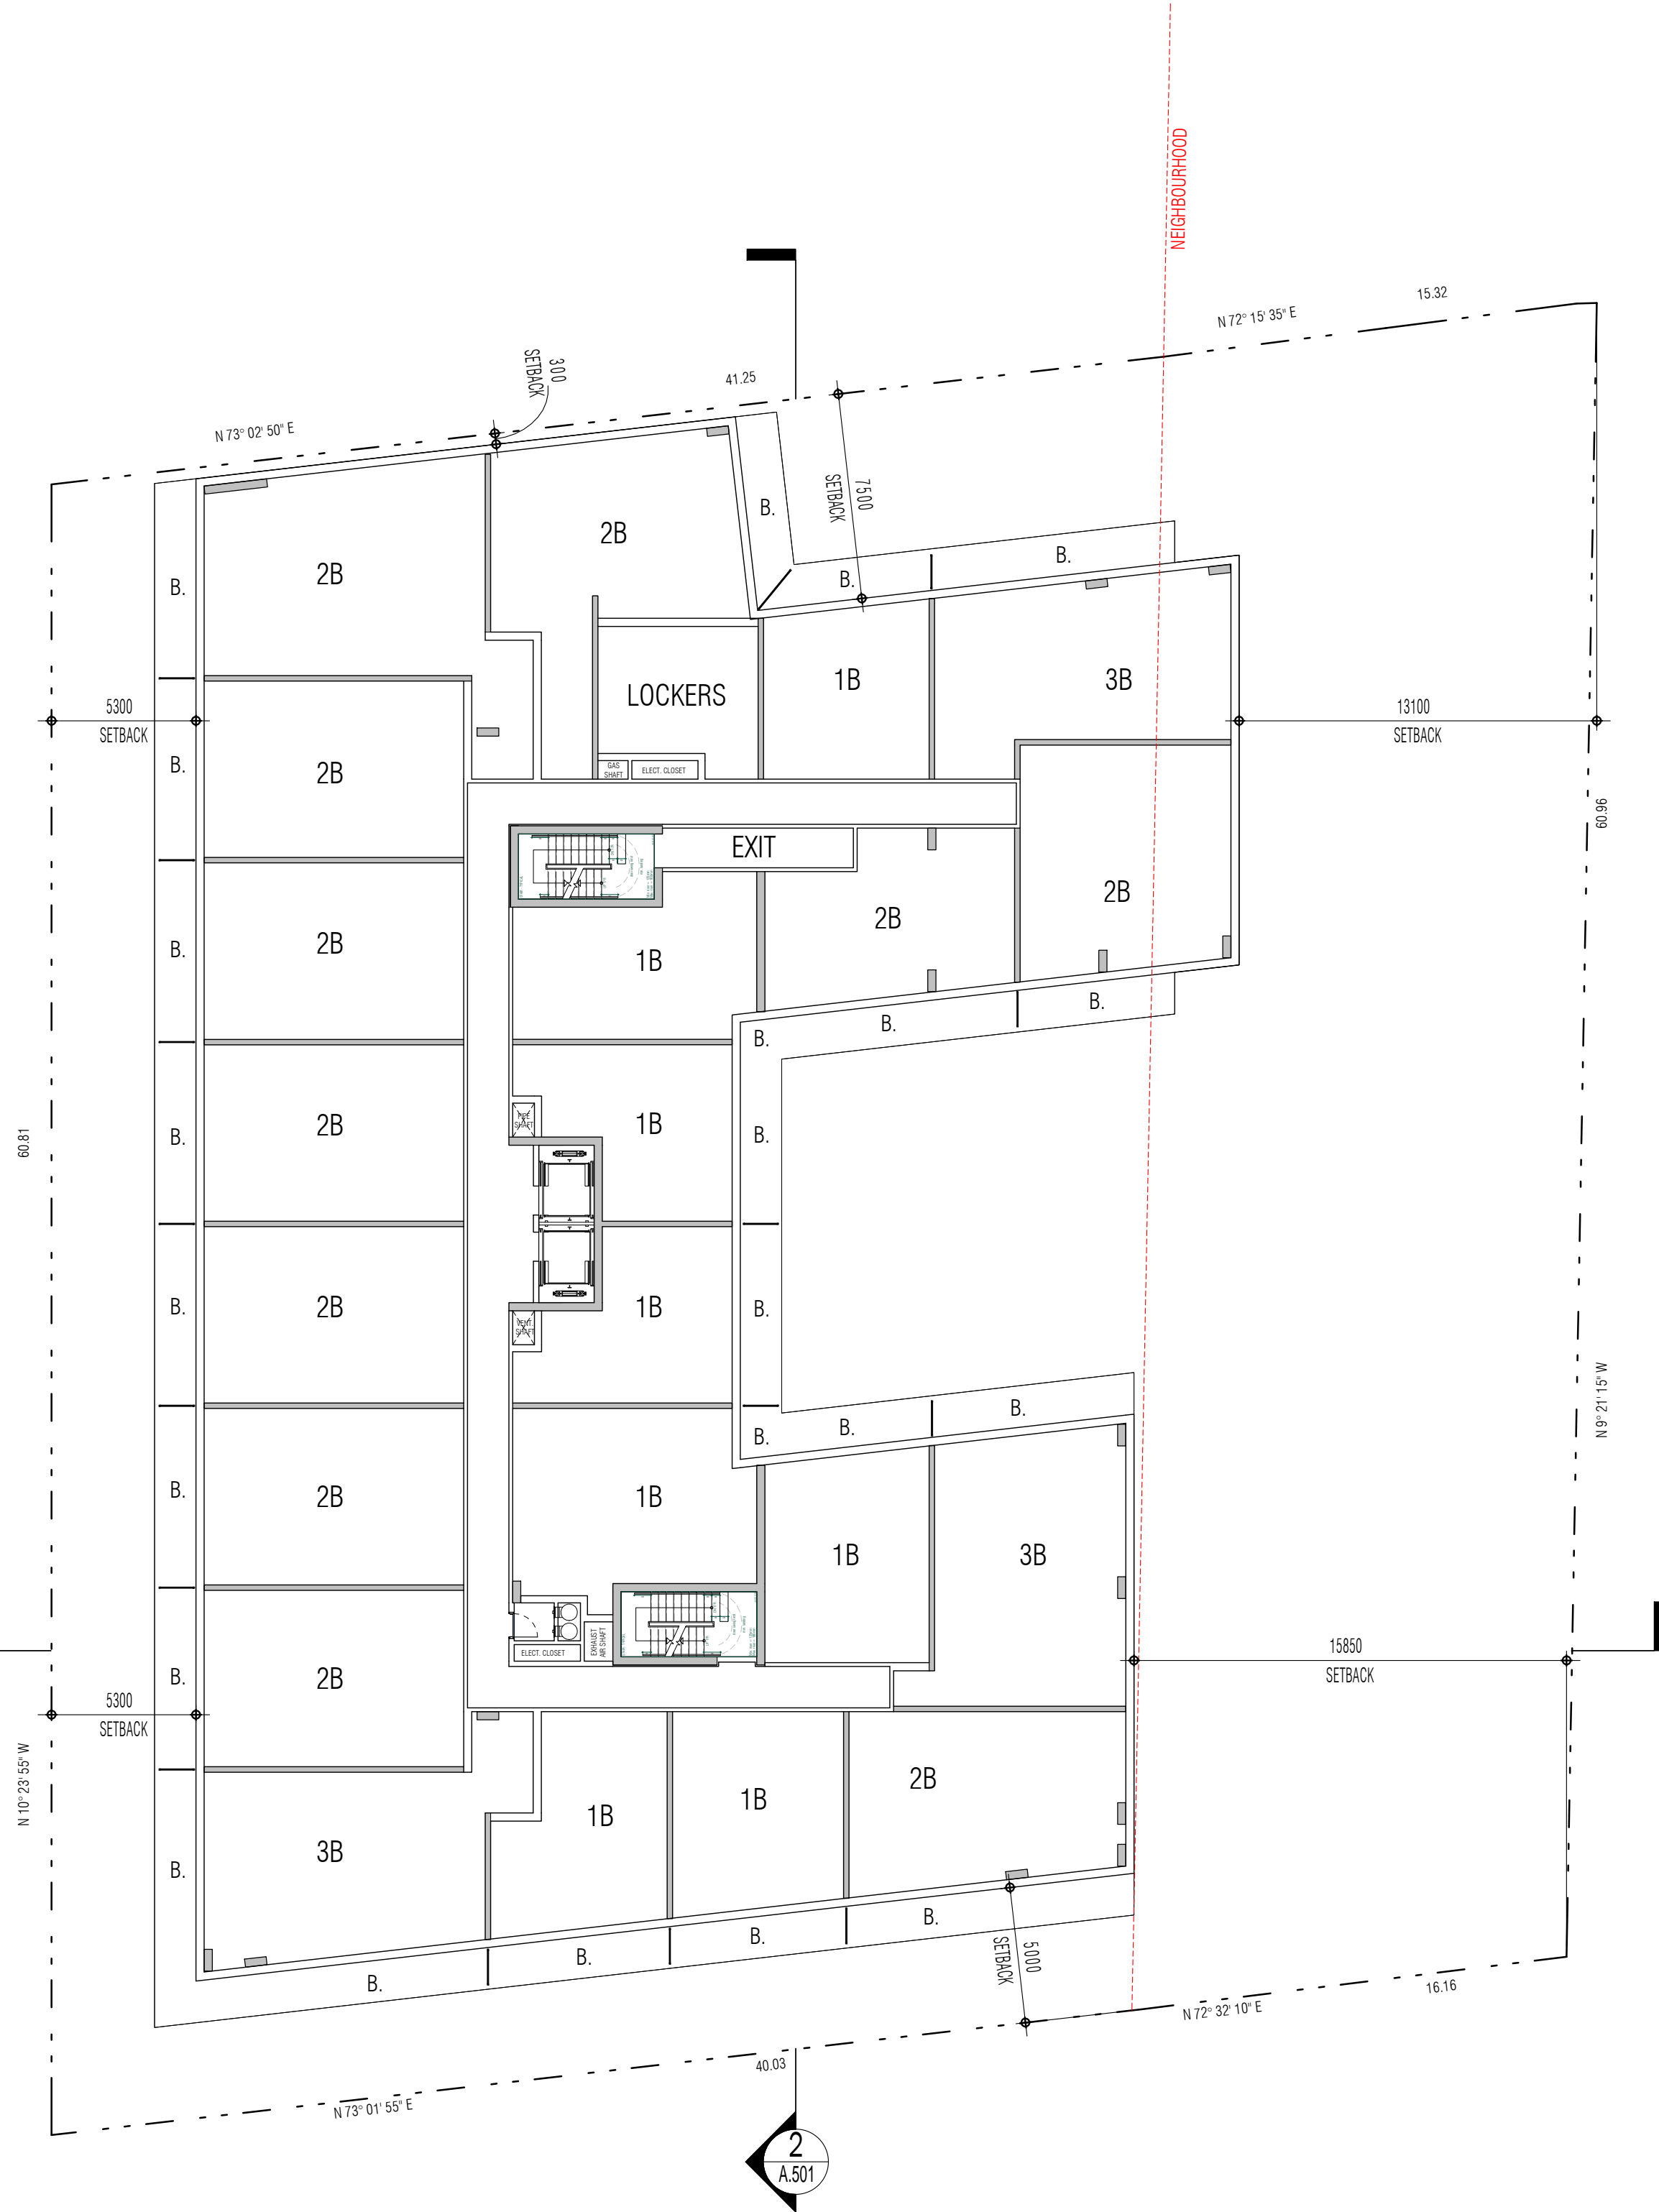 NEIGHBOURHOOD
15.32
N 72° 15' 35" E
300
SETBACK
41.25
N 73° 02' 50" E
7500
SETBACK
B.
2B
B.
B.
2B
B.
1B
3B
LOCKERS
5300
SETBACK
13100
SETBACK
B.
2B
GAS
SHAFT
ELECT. CLOSET
60.96
EXIT
2B
2B
B.
2B
1B
B.
B.
B.
60.81
B.
2B
PIPE
SHAFT
1B
B.
B.
2B
VENT.
SHAFT
1B
B.
N 9° 21' 15" W
B.
B.
B.
B.
2B
1B
1B
3B
ELECT. CLOSET
EXHAUST
AIR SHAFT
15850
SETBACK
B.
2B
5300
SETBACK
N 10° 23' 55" W
2B
1B
1B
3B
B.
B.
B.
B.
B.
5000
SETBACK
16.16
N 72° 32' 10" E
40.03
N 73° 01' 55" E
2
A.501